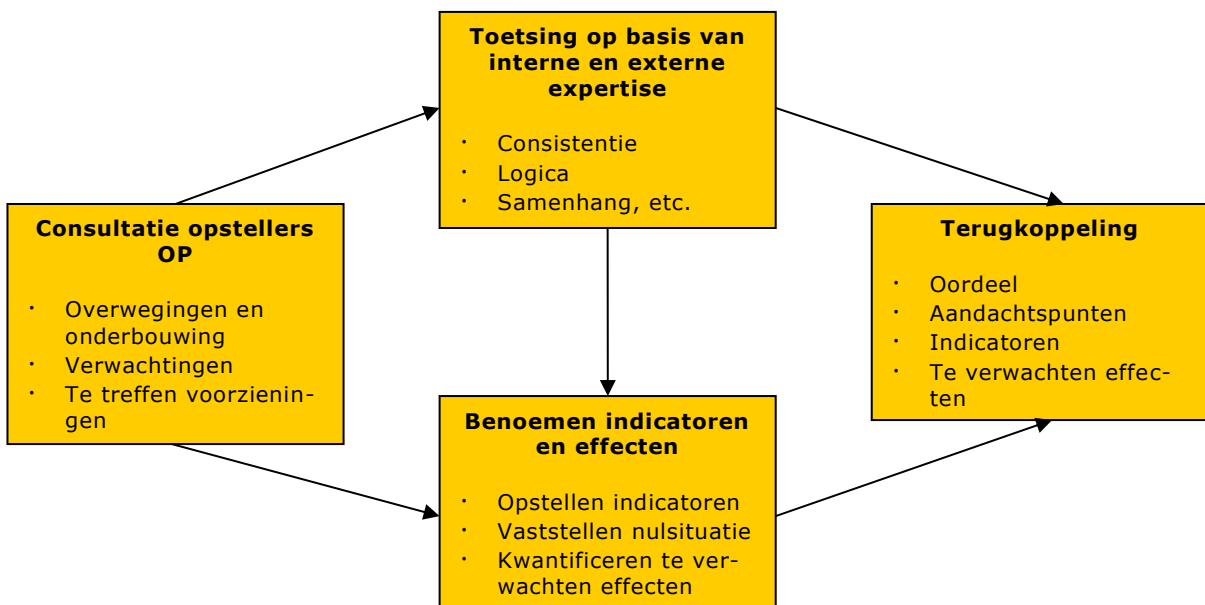 Toetsing op basis van
interne en externe
expertise
· Consistentie
· Logica
· Samenhang, etc.
Consultatie opstellers
OP
· Overwegingen en
onderbouwing
· Verwachtingen
· Te treffen voorzienin-
gen
Terugkoppeling
· Oordeel
· Aandachtspunten
· Indicatoren
· Te verwachten effec-
ten
Benoemen indicatoren
en effecten
· Opstellen indicatoren
· Vaststellen nulsituatie
· Kwantificeren te ver-
wachten effecten